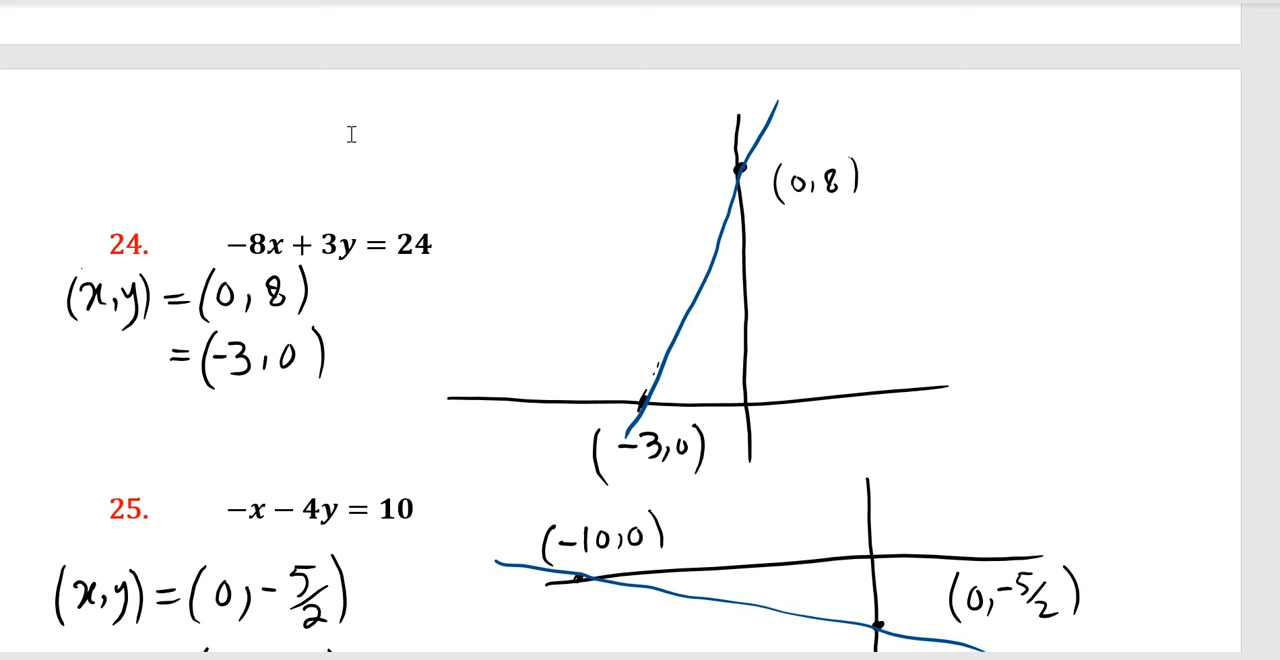 (0,8)
24. −8x + 3y = 24
(x,y) = (0, 8)
= (-3,0)
(-3,0)
25. −x − 4y = 10
(-10,0)
(x,y) = (0, -5/2)
(0,-5/2)